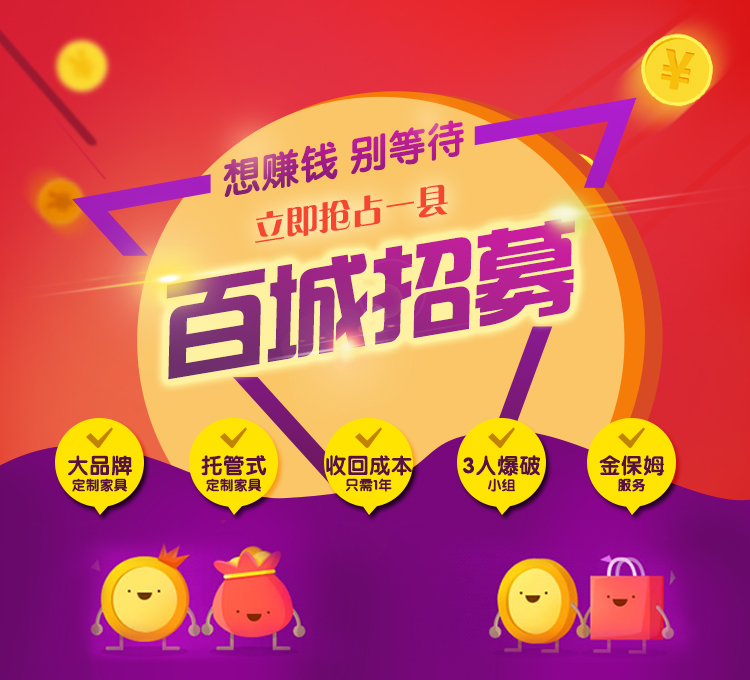 ¥
想赚钱 别等待
立即抢占一县
百城招募
大品牌
定制家具
托管式
定制家具
收回成本
只需1年
3人爆破
小组
金保姆
服务